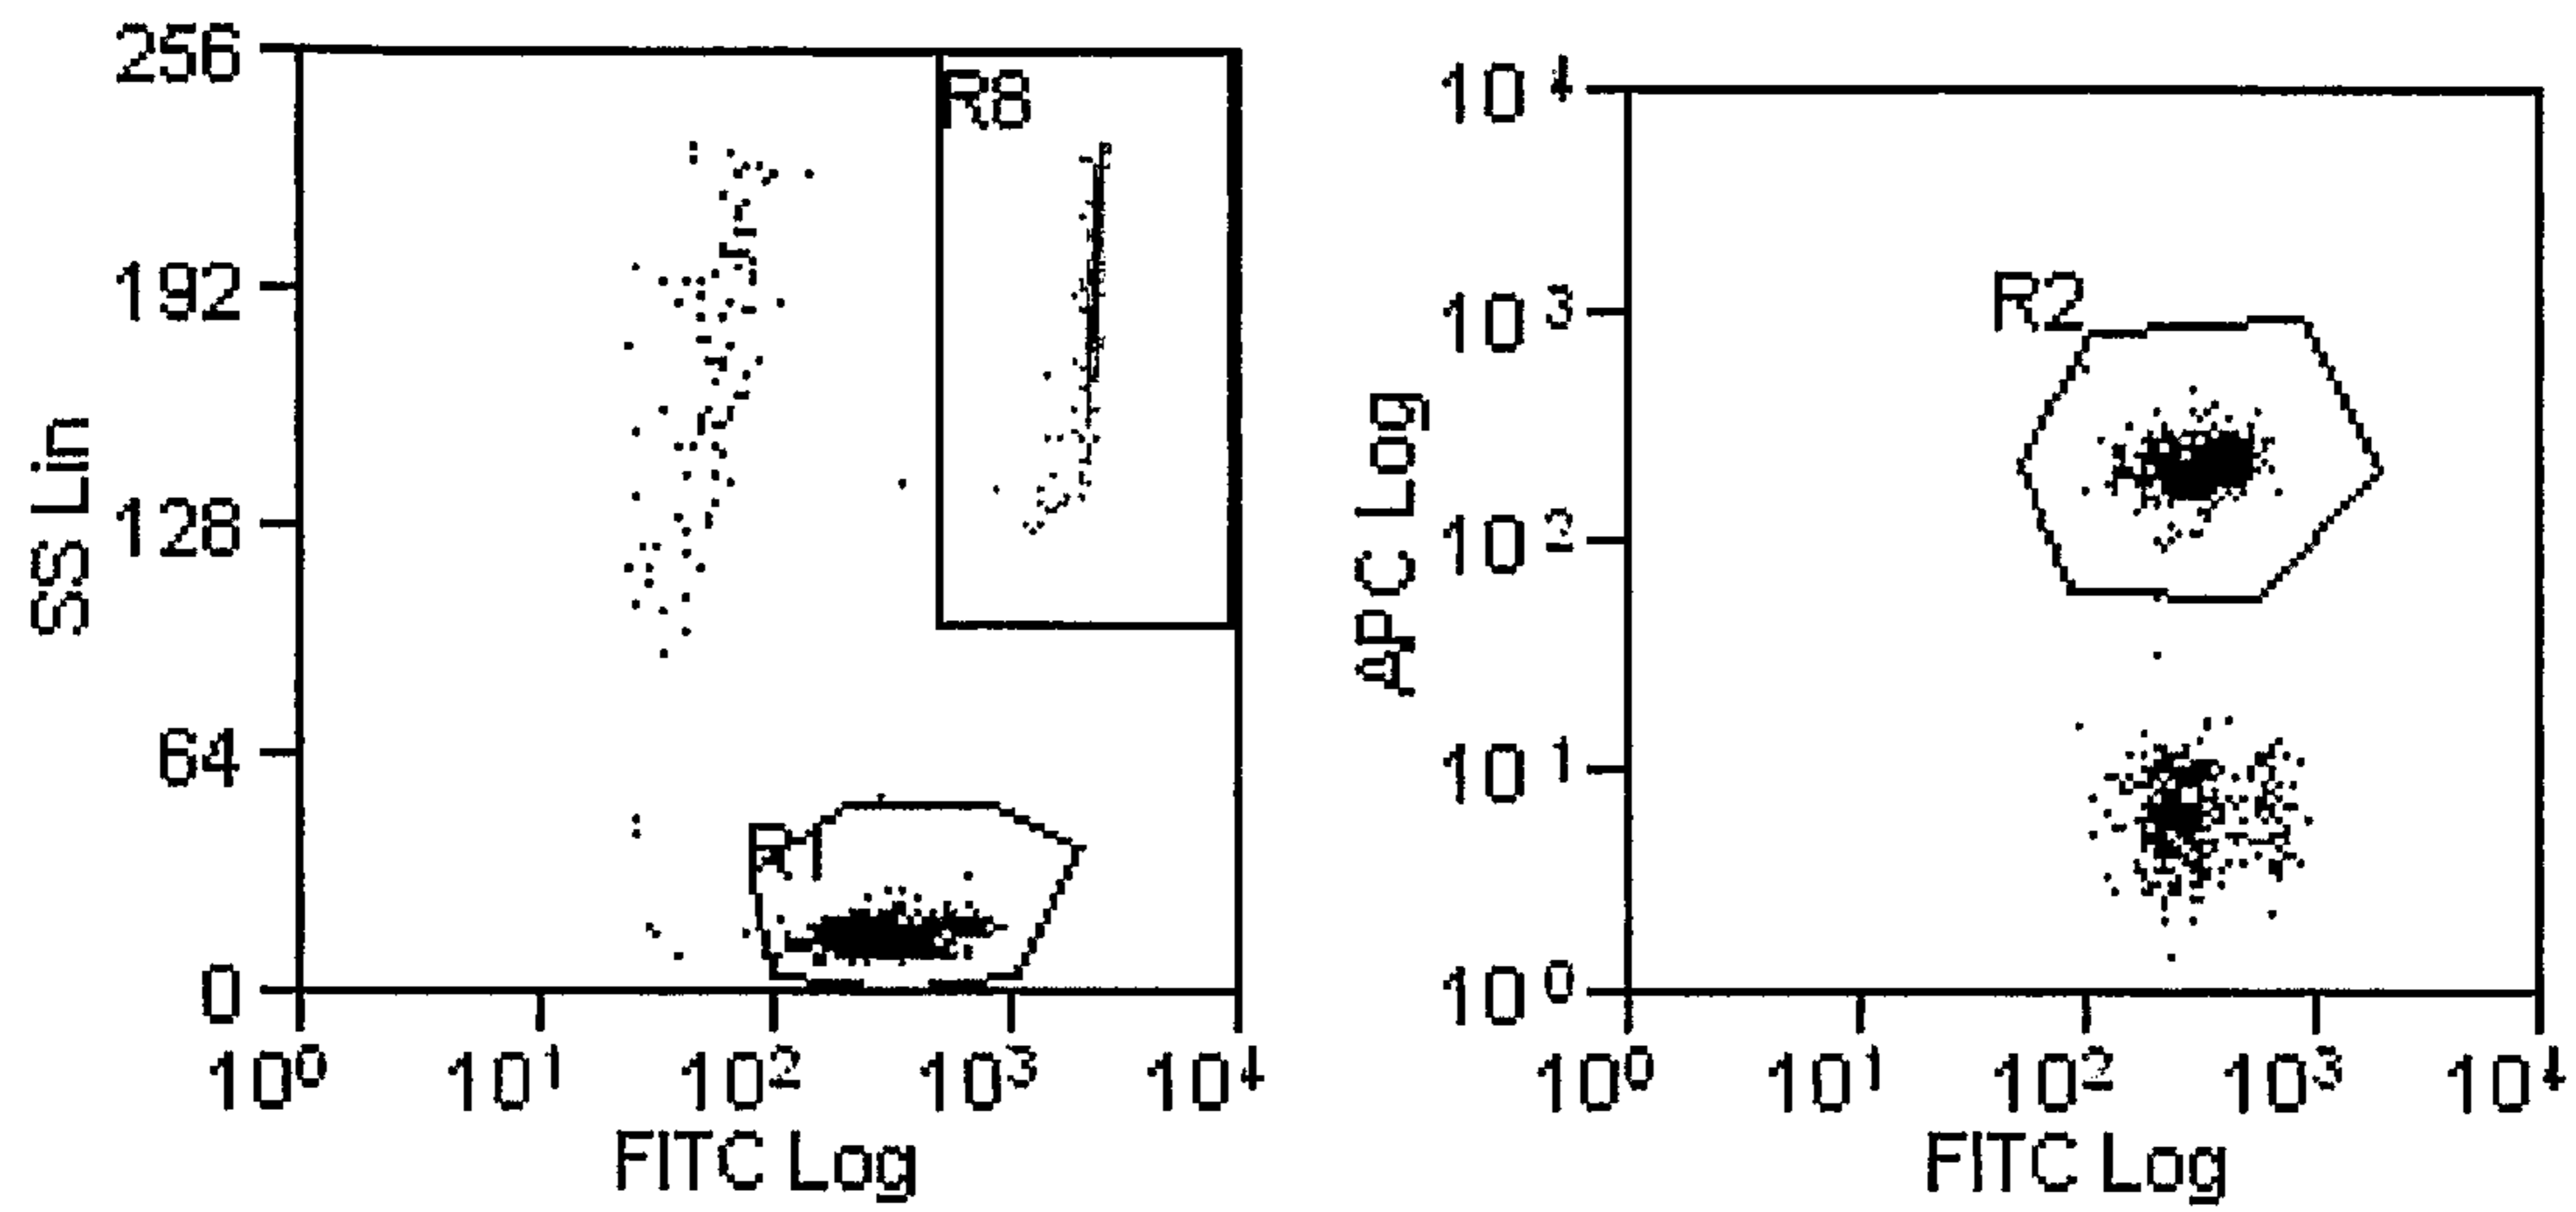 256
192
128
64
0
SS Lin
R8
R1
10⁰ 10¹ 10² 10³ 10⁴
FITC Log
10⁴
10³
10²
10¹
10⁰
APC Log
R2
10⁰ 10¹ 10² 10³ 10⁴
FITC Log